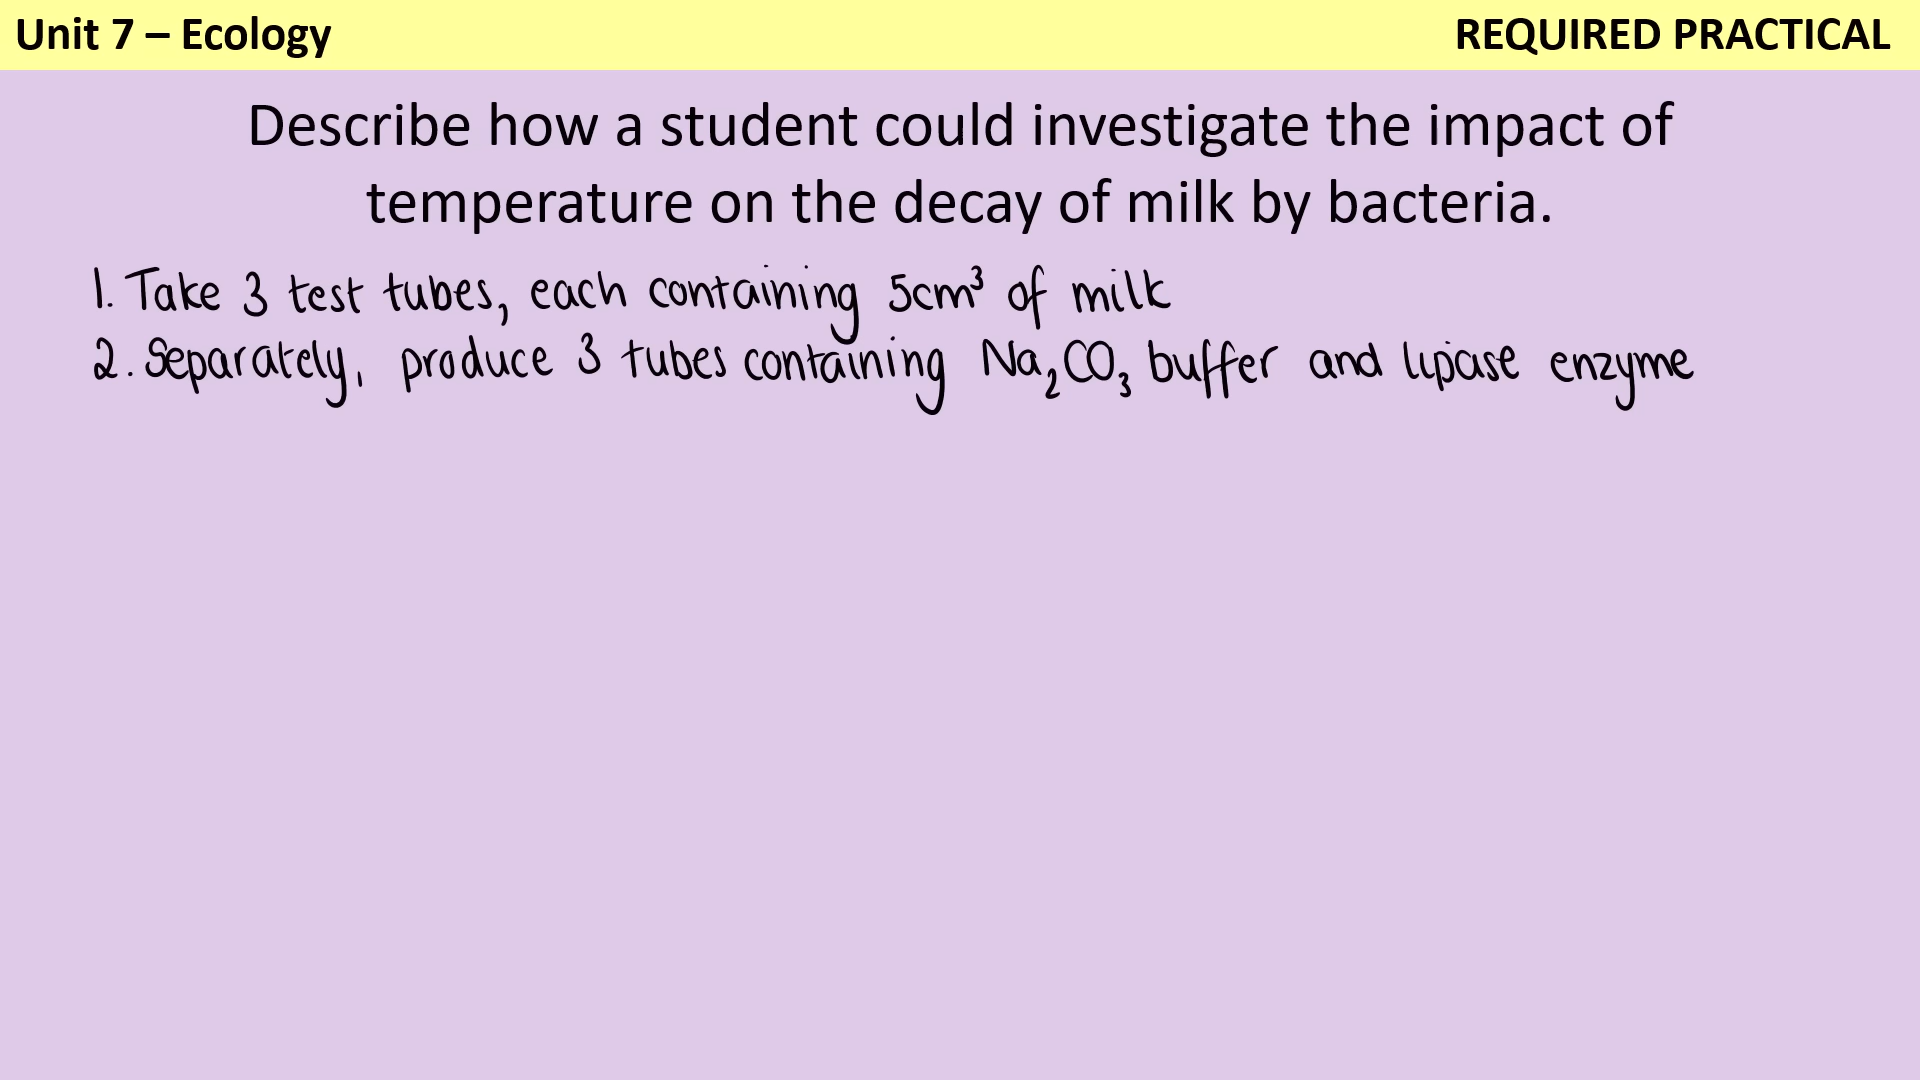 Unit 7 – Ecology
REQUIRED PRACTICAL
Describe how a student could investigate the impact of
temperature on the decay of milk by bacteria.
1. Take 3 test tubes, each containing 5cm³ of milk
2. Separately, produce 3 tubes containing Na₂CO₃ buffer and lipase enzyme